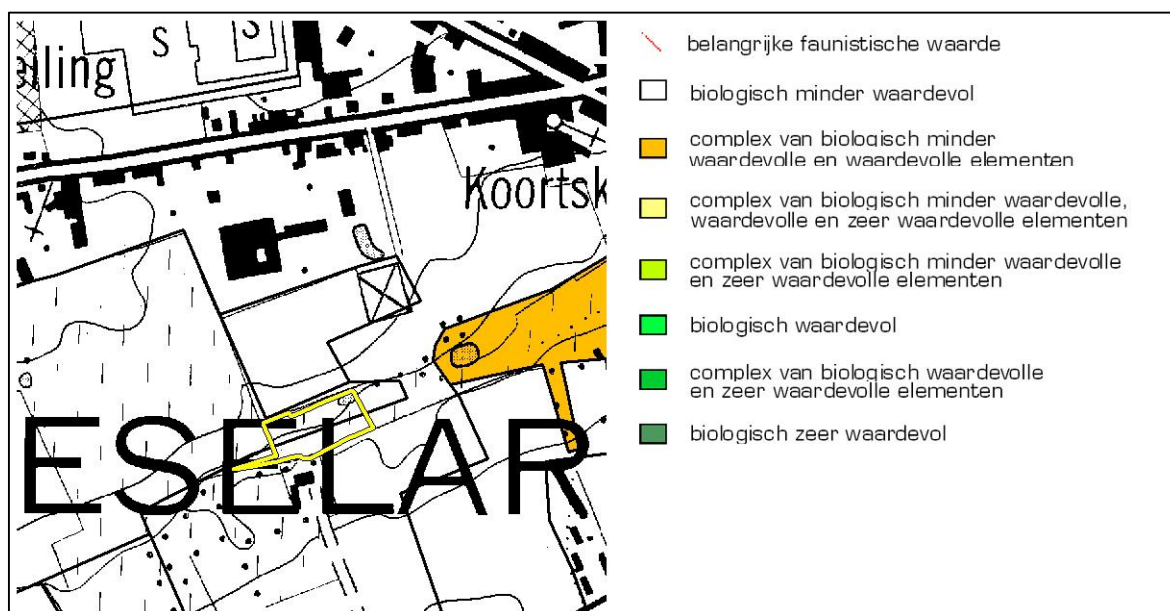 S
S
Koortsk
ESELAR
belangrijke faunistische waarde
biologisch minder waardevol
complex van biologisch minder
waardevolle en waardevolle elementen
complex van biologisch minder waardevolle,
waardevolle en zeer waardevolle elementen
complex van biologisch minder waardevolle
en zeer waardevolle elementen
biologisch waardevol
complex van biologisch waardevolle
en zeer waardevolle elementen
biologisch zeer waardevol